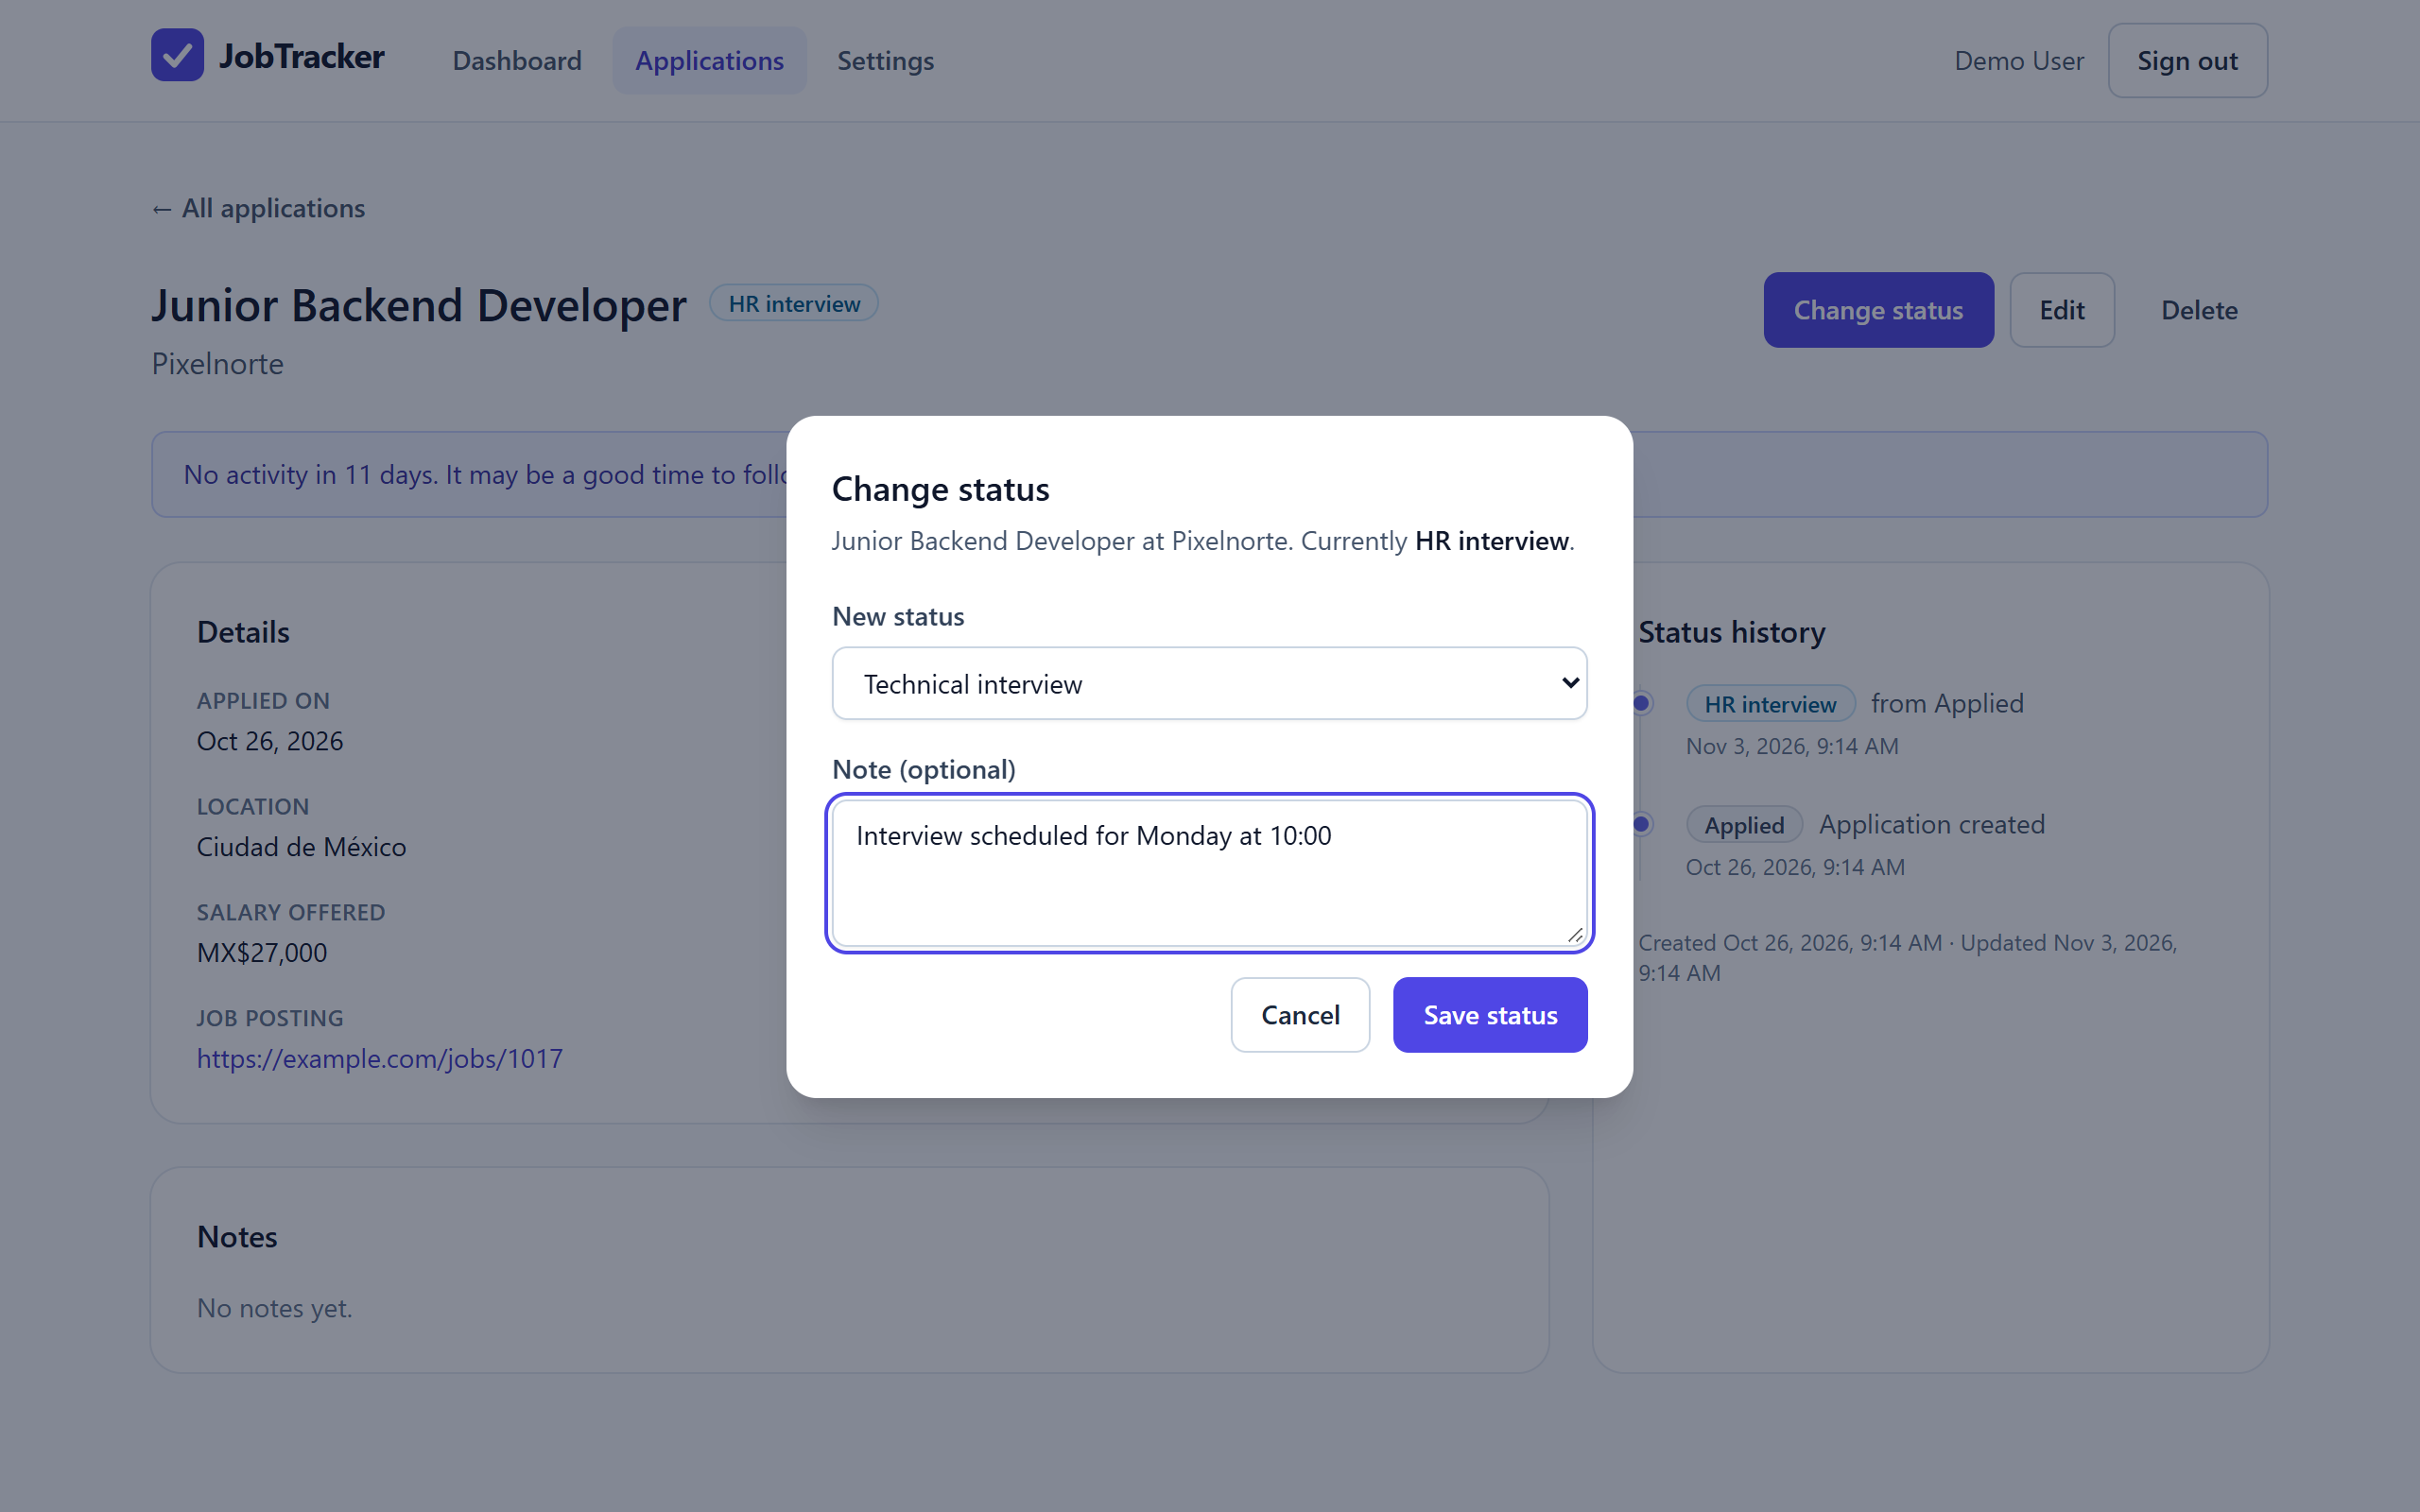 JobTracker
Dashboard
Applications
Settings
Demo User
Sign out
← All applications
Junior Backend Developer
HR interview
Pixelnorte
Change status
Edit
Delete
No activity in 11 days. It may be a good time to
Change status
Junior Backend Developer at Pixelnorte. Currently HR interview.
New status
Technical interview
Note (optional)
Interview scheduled for Monday at 10:00
Cancel
Save status
Details
APPLIED ON
Oct 26, 2026
LOCATION
Ciudad de México
SALARY OFFERED
MX$27,000
JOB POSTING
https://example.com/jobs/1017
Notes
No notes yet.
Status history
HR interview from Applied
Nov 3, 2026, 9:14 AM
Applied Application created
Oct 26, 2026, 9:14 AM
Created Oct 26, 2026, 9:14 AM · Updated Nov 3, 2026,
9:14 AM